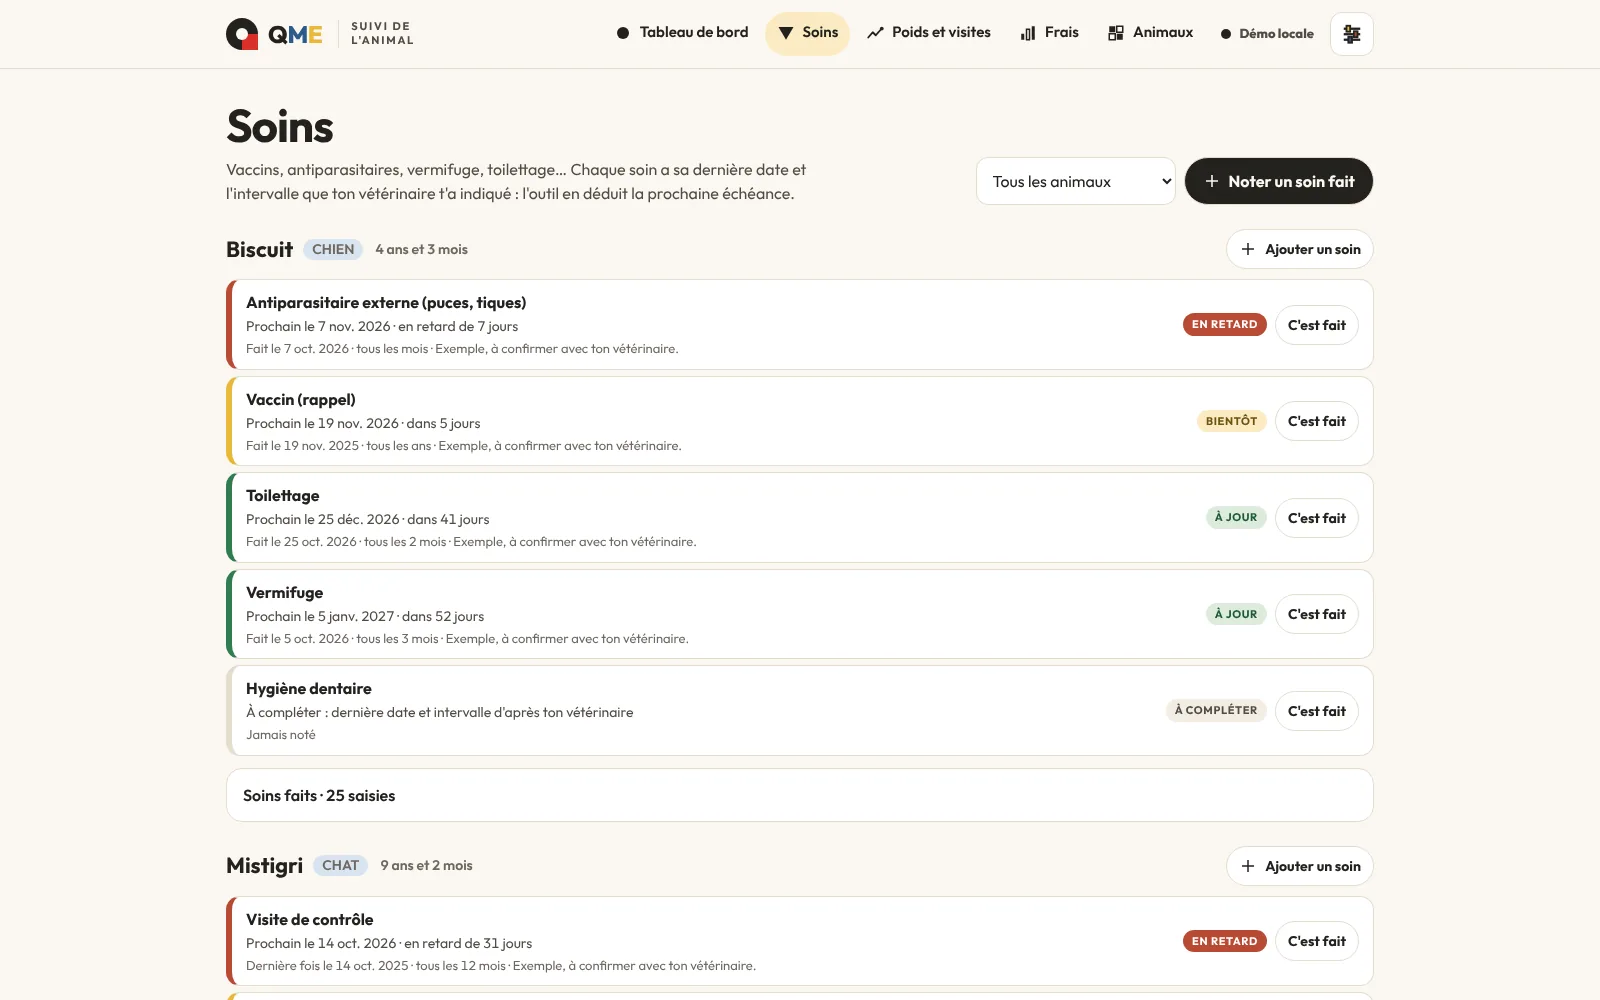 QME
SUIVI DE
L'ANIMAL
Tableau de bord
Soins
Poids et visites
Frais
Animaux
Démo locale
Soins
Vaccins, antiparasitaires, vermifuge, toilettage… Chaque soin a sa dernière date et
l'intervalle que ton vétérinaire t'a indiqué : l'outil en déduit la prochaine échéance.
Tous les animaux
+ Noter un soin fait
Biscuit
CHIEN
4 ans et 3 mois
+ Ajouter un soin
Antiparasitaire externe (puces, tiques)
Prochain le 7 nov. 2026 · en retard de 7 jours
Fait le 7 oct. 2026 · tous les mois · Exemple, à confirmer avec ton vétérinaire.
EN RETARD
C'est fait
Vaccin (rappel)
Prochain le 19 nov. 2026 · dans 5 jours
Fait le 19 nov. 2025 · tous les ans · Exemple, à confirmer avec ton vétérinaire.
BIENTÔT
C'est fait
Toilettage
Prochain le 25 déc. 2026 · dans 41 jours
Fait le 25 oct. 2026 · tous les 2 mois · Exemple, à confirmer avec ton vétérinaire.
À JOUR
C'est fait
Vermifuge
Prochain le 5 janv. 2027 · dans 52 jours
Fait le 5 oct. 2026 · tous les 3 mois · Exemple, à confirmer avec ton vétérinaire.
À JOUR
C'est fait
Hygiène dentaire
À compléter : dernière date et intervalle d'après ton vétérinaire
Jamais noté
À COMPLÉTER
C'est fait
Soins faits · 25 saisies
Mistigri
CHAT
9 ans et 2 mois
+ Ajouter un soin
Visite de contrôle
Prochain le 14 oct. 2026 · en retard de 31 jours
Dernière fois le 14 oct. 2025 · tous les 12 mois · Exemple, à confirmer avec ton vétérinaire.
EN RETARD
C'est fait